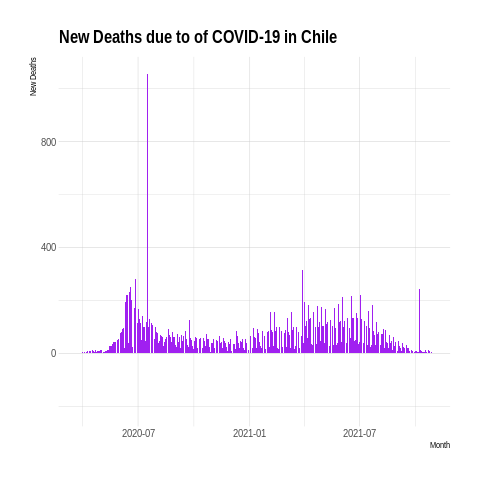 New Deaths due to of COVID-19 in Chile
New Deaths
800
400
0
2020-07
2021-01
2021-07
Month